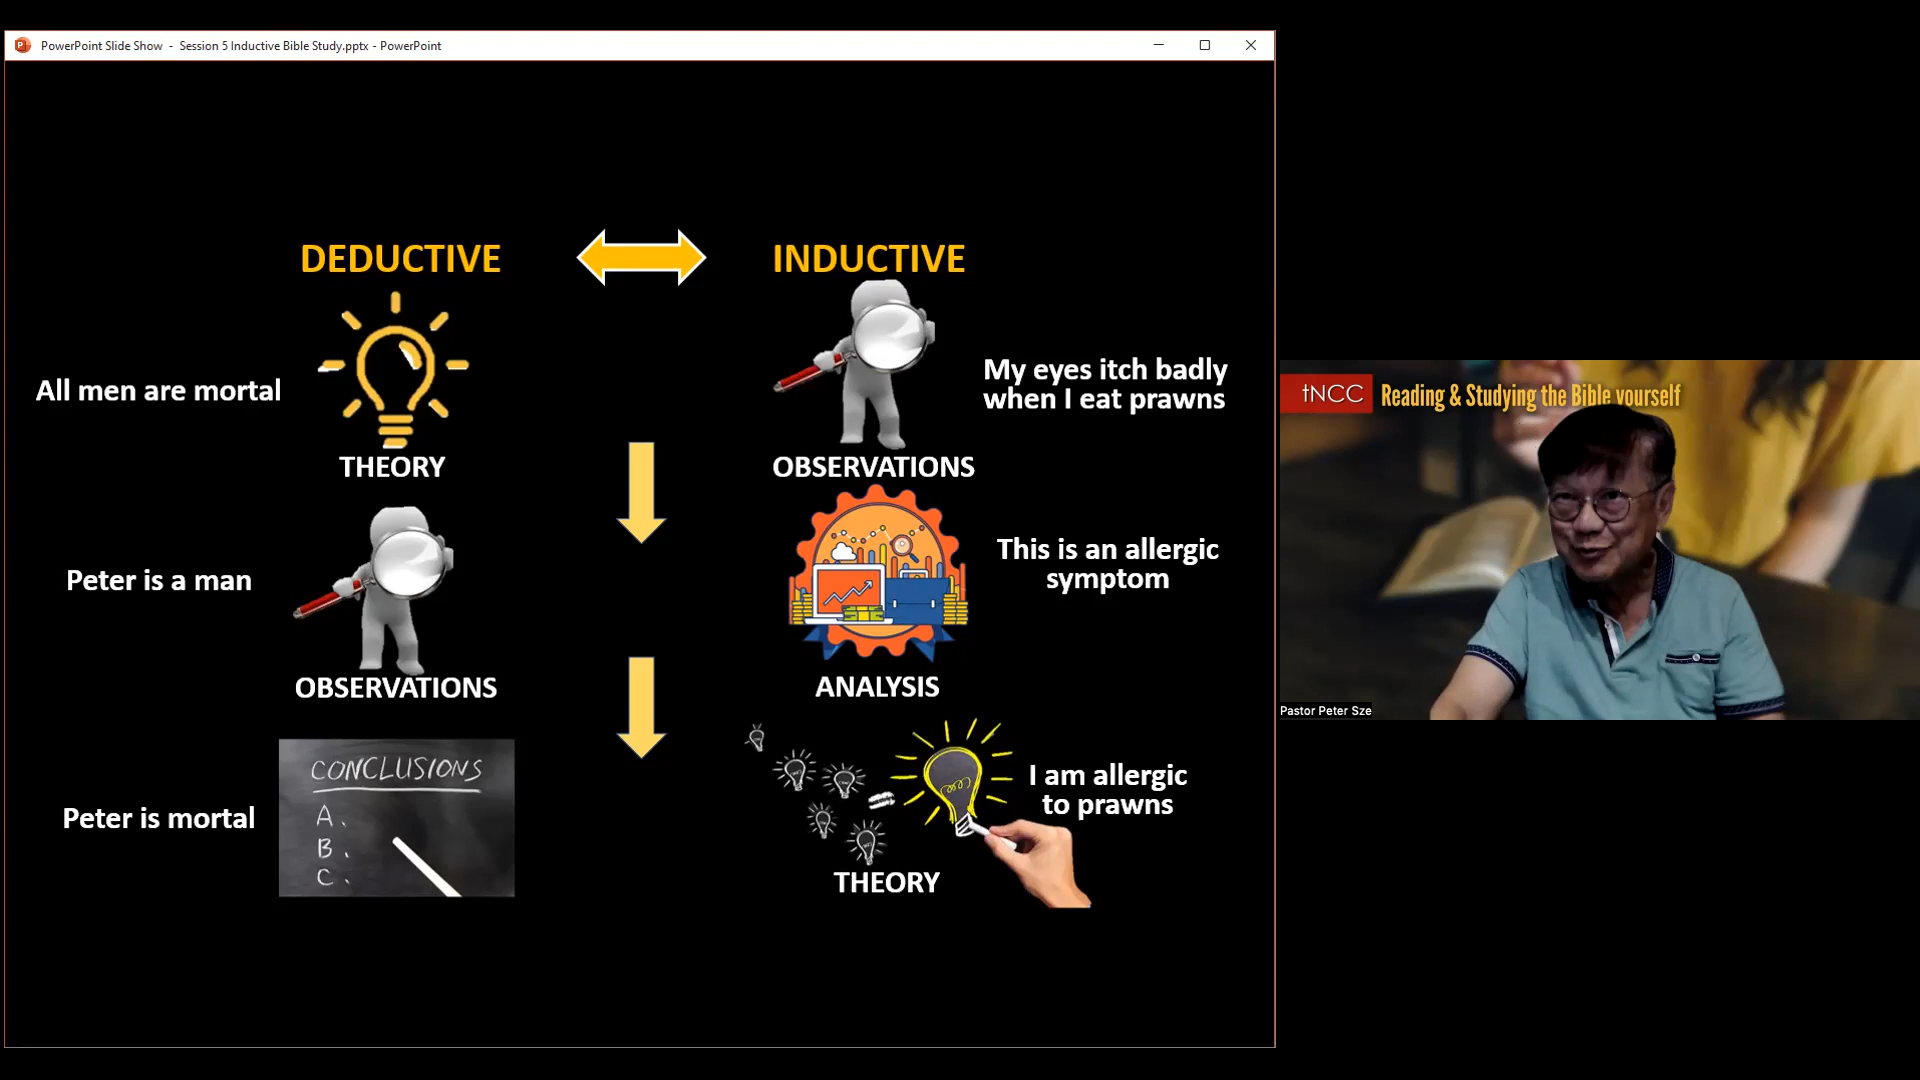 PowerPoint Slide Show - Session 5 Inductive Bible Study.pptx - PowerPoint
DEDUCTIVE
INDUCTIVE
All men are mortal
THEORY
My eyes itch badly
when I eat prawns
OBSERVATIONS
Peter is a man
OBSERVATIONS
This is an allergic
symptom
ANALYSIS
Peter is mortal
CONCLUSIONS
A.
B.
C.
I am allergic
to prawns
THEORY
tNCC
Reading & Studying the Bible yourself
Pastor Peter Sze